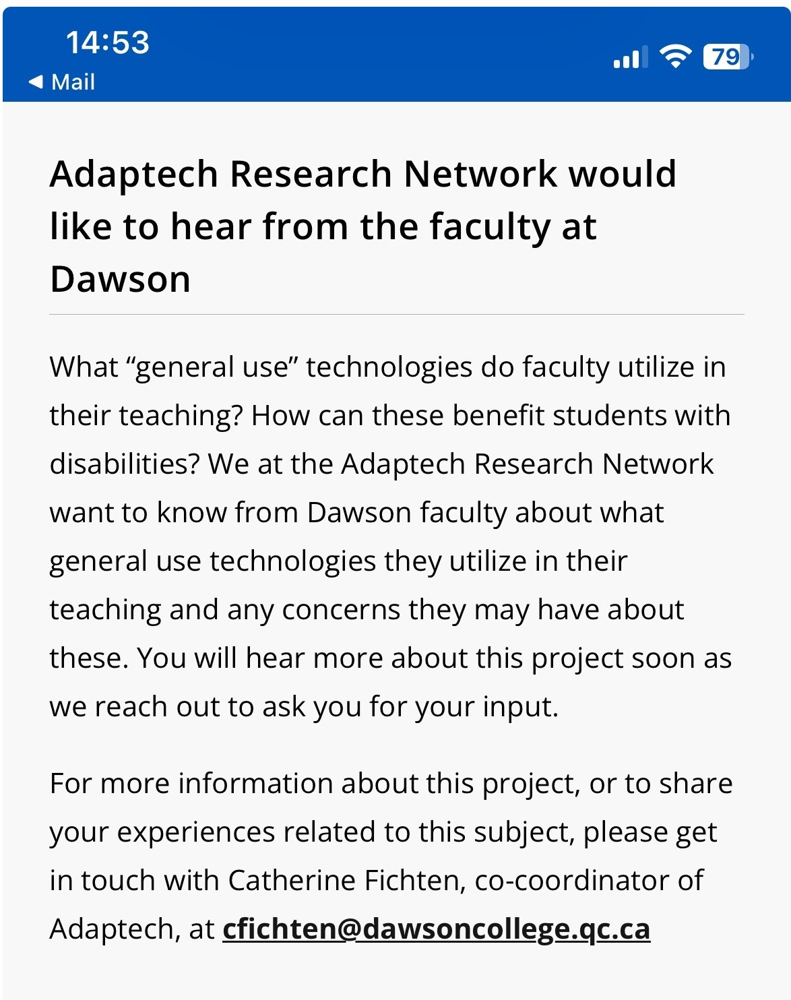 14:53
79
◀ Mail
Adaptech Research Network would
like to hear from the faculty at
Dawson
What “general use” technologies do faculty utilize in
their teaching? How can these benefit students with
disabilities? We at the Adaptech Research Network
want to know from Dawson faculty about what
general use technologies they utilize in their
teaching and any concerns they may have about
these. You will hear more about this project soon as
we reach out to ask you for your input.
For more information about this project, or to share
your experiences related to this subject, please get
in touch with Catherine Fichten, co-coordinator of
Adaptech, at cfichten@dawsoncollege.qc.ca